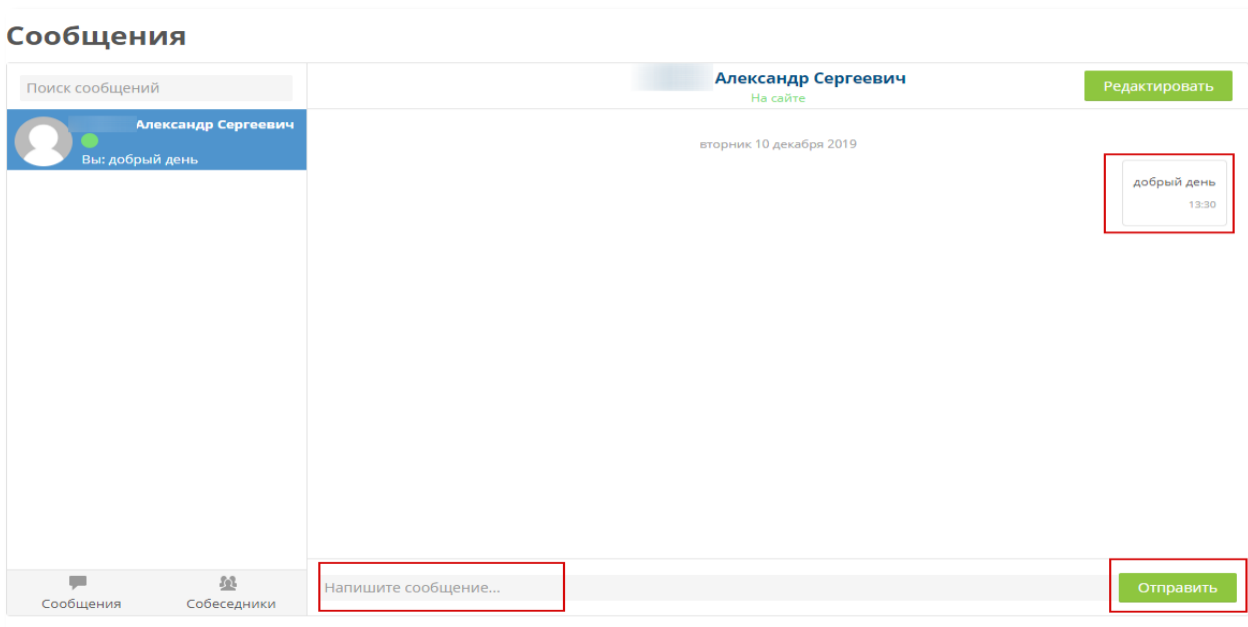 Сообщения
Поиск сообщений
Александр Сергеевич
Вы: добрый день
Сообщения
Собеседники
Александр Сергеевич
На сайте
Редактировать
вторник 10 декабря 2019
добрый день
13:30
Напишите сообщение...
Отправить